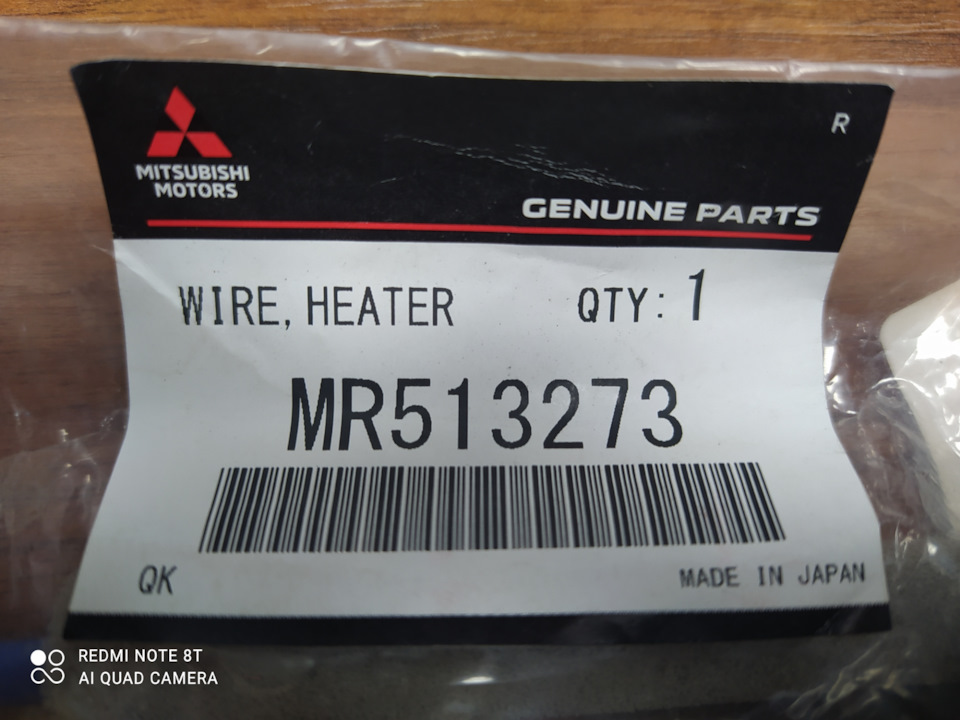 R
MITSUBISHI
MOTORS
GENUINE PARTS
WIRE, HEATER QTY: 1
MR513273
QK MADE IN JAPAN
REDMI NOTE 8T
AI QUAD CAMERA